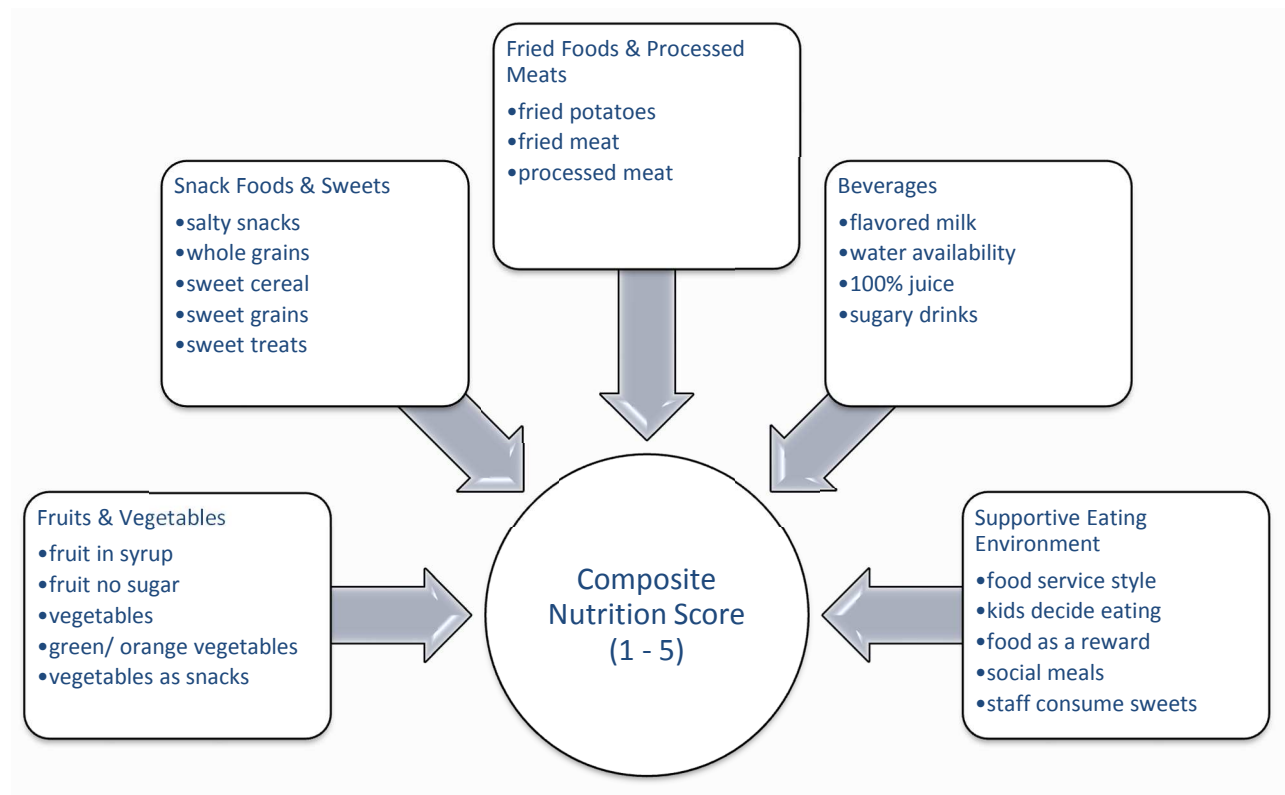 Fried Foods & Processed
Meats
•fried potatoes
•fried meat
•processed meat
Snack Foods & Sweets
•salty snacks
•whole grains
•sweet cereal
•sweet grains
•sweet treats
Beverages
•flavored milk
•water availability
•100% juice
•sugary drinks
Fruits & Vegetables
•fruit in syrup
•fruit no sugar
•vegetables
•green/ orange vegetables
•vegetables as snacks
Composite
Nutrition Score
(1 - 5)
Supportive Eating
Environment
•food service style
•kids decide eating
•food as a reward
•social meals
•staff consume sweets